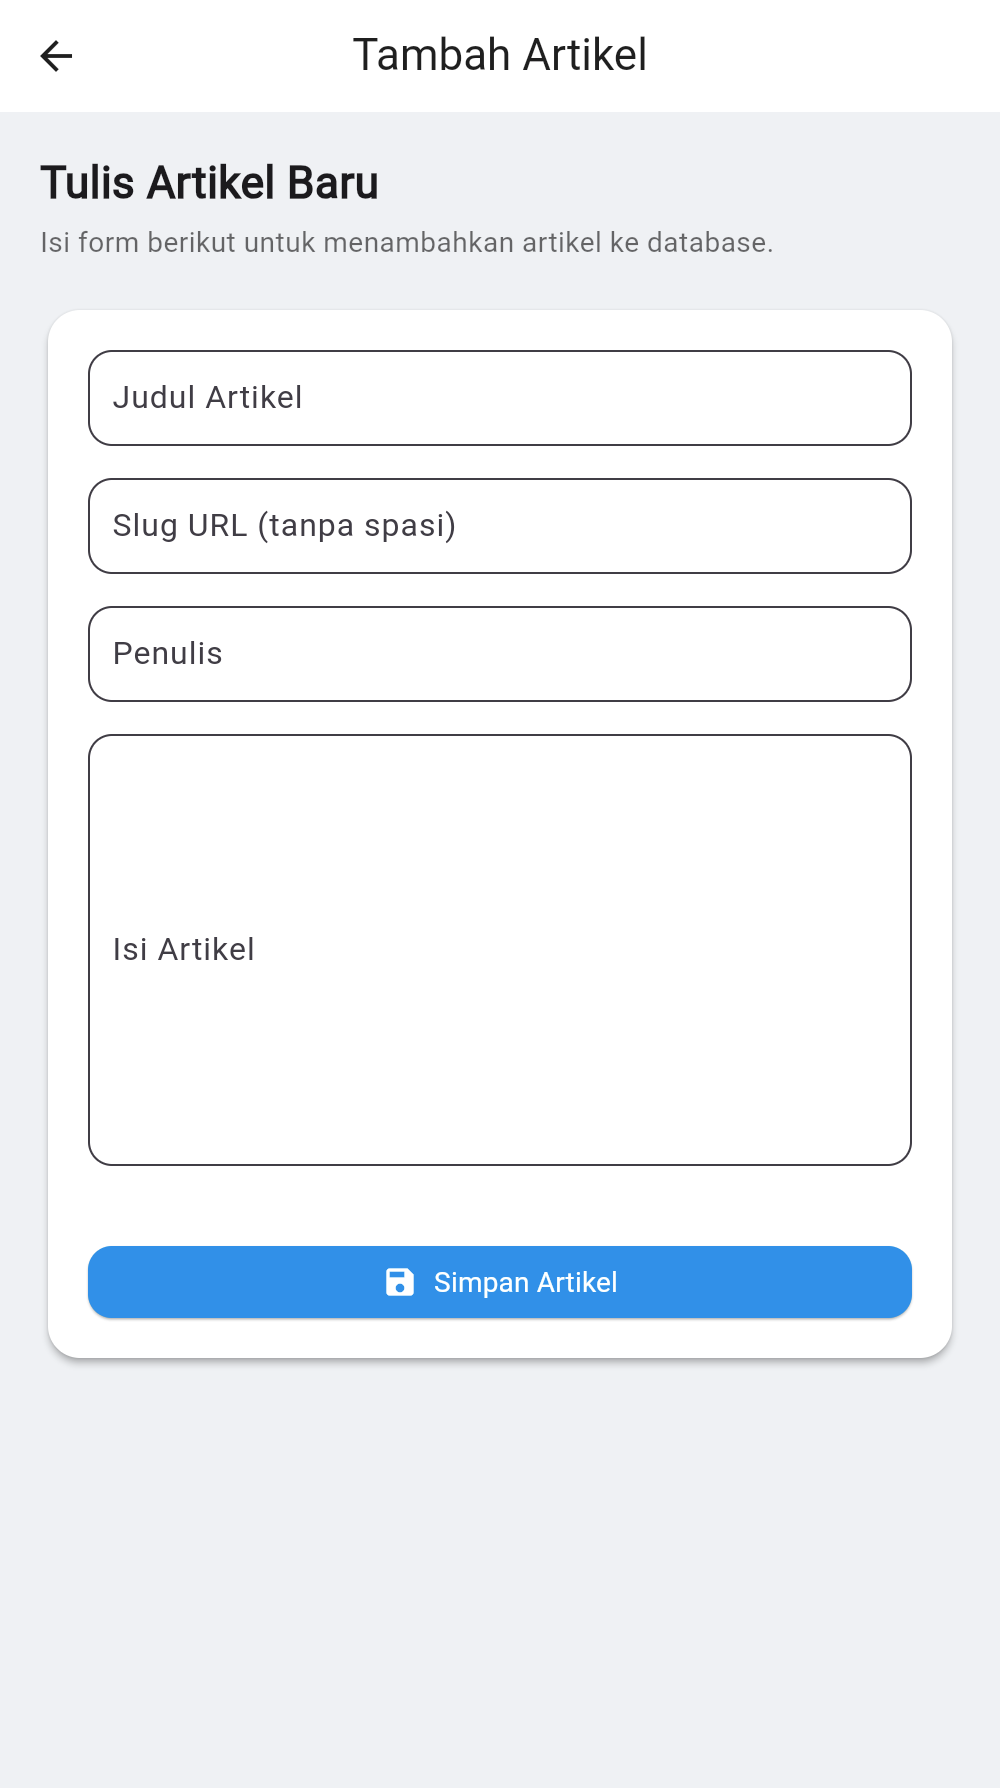 Tambah Artikel
Tulis Artikel Baru
Isi form berikut untuk menambahkan artikel ke database.
Judul Artikel
Slug URL (tanpa spasi)
Penulis
Isi Artikel
Simpan Artikel